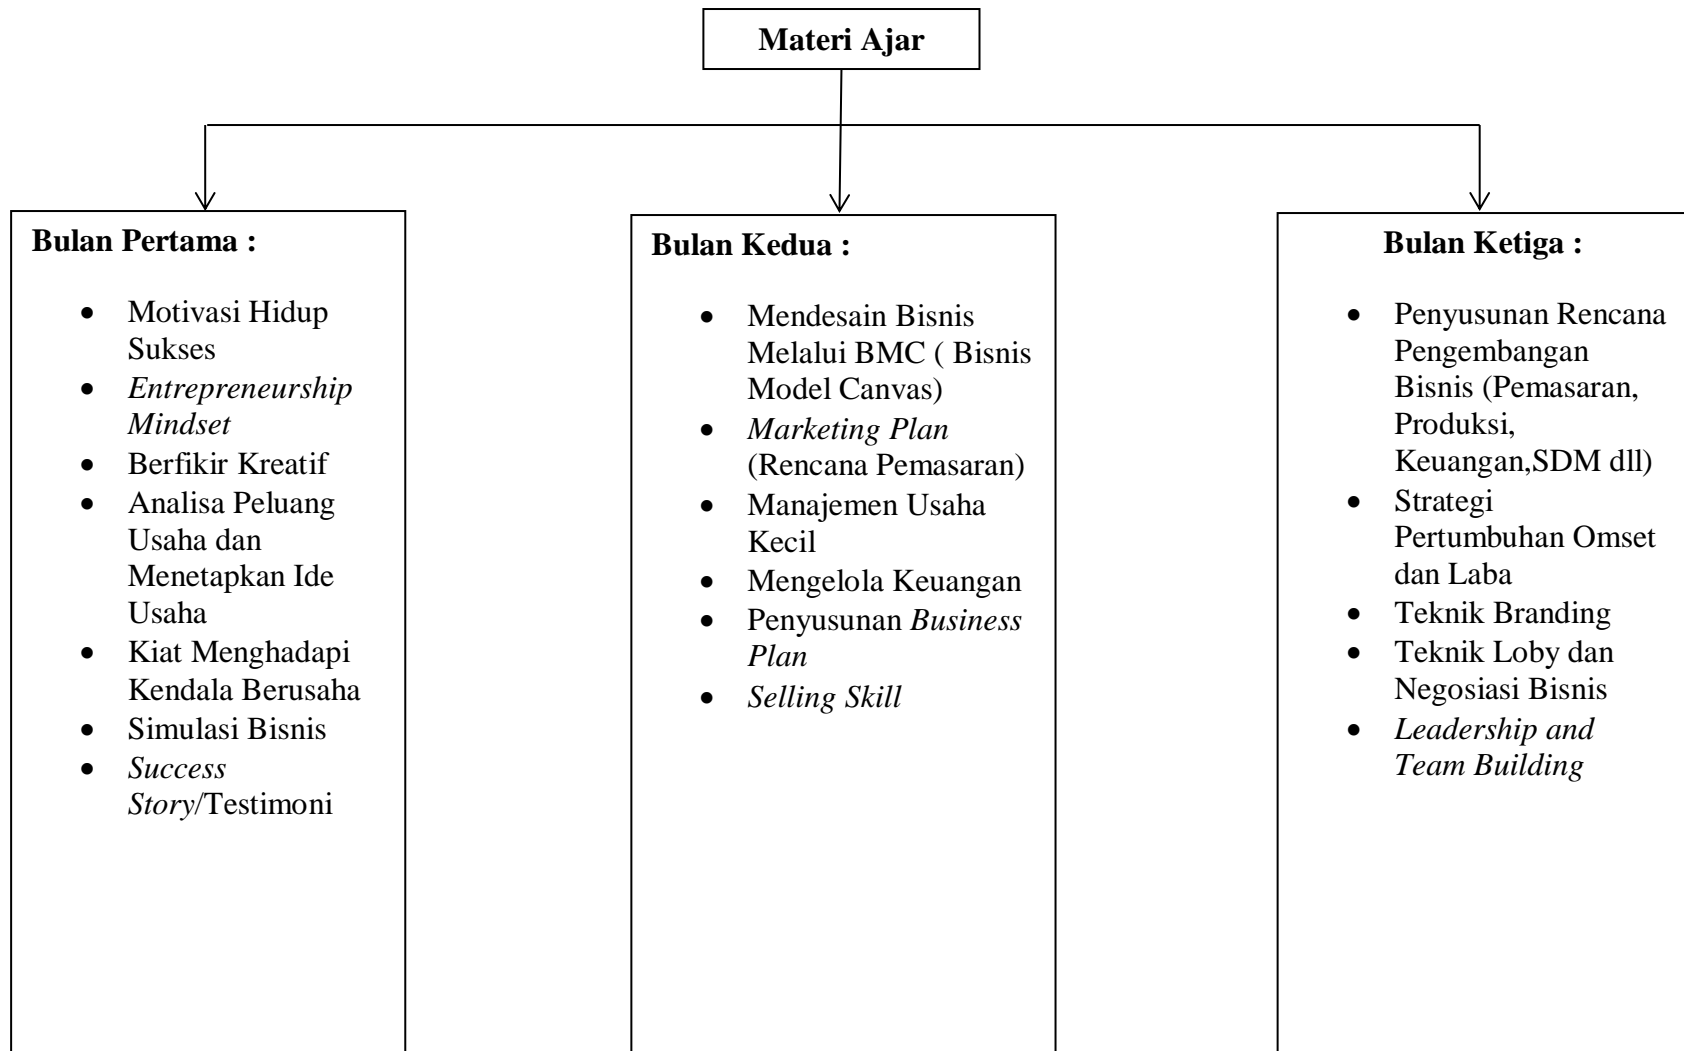 Materi Ajar
Bulan Pertama :
• Motivasi Hidup
Sukses
• Entrepreneurship
Mindset
• Berfikir Kreatif
• Analisa Peluang
Usaha dan
Menetapkan Ide
Usaha
• Kiat Menghadapi
Kendala Berusaha
• Simulasi Bisnis
• Success
Story/Testimoni
Bulan Kedua :
• Mendesain Bisnis
Melalui BMC ( Bisnis
Model Canvas)
• Marketing Plan
(Rencana Pemasaran)
• Manajemen Usaha
Kecil
• Mengelola Keuangan
• Penyusunan Business
Plan
• Selling Skill
Bulan Ketiga :
• Penyusunan Rencana
Pengembangan
Bisnis (Pemasaran,
Produksi,
Keuangan,SDM dll)
• Strategi
Pertumbuhan Omset
dan Laba
• Teknik Branding
• Teknik Loby dan
Negosiasi Bisnis
• Leadership and
Team Building